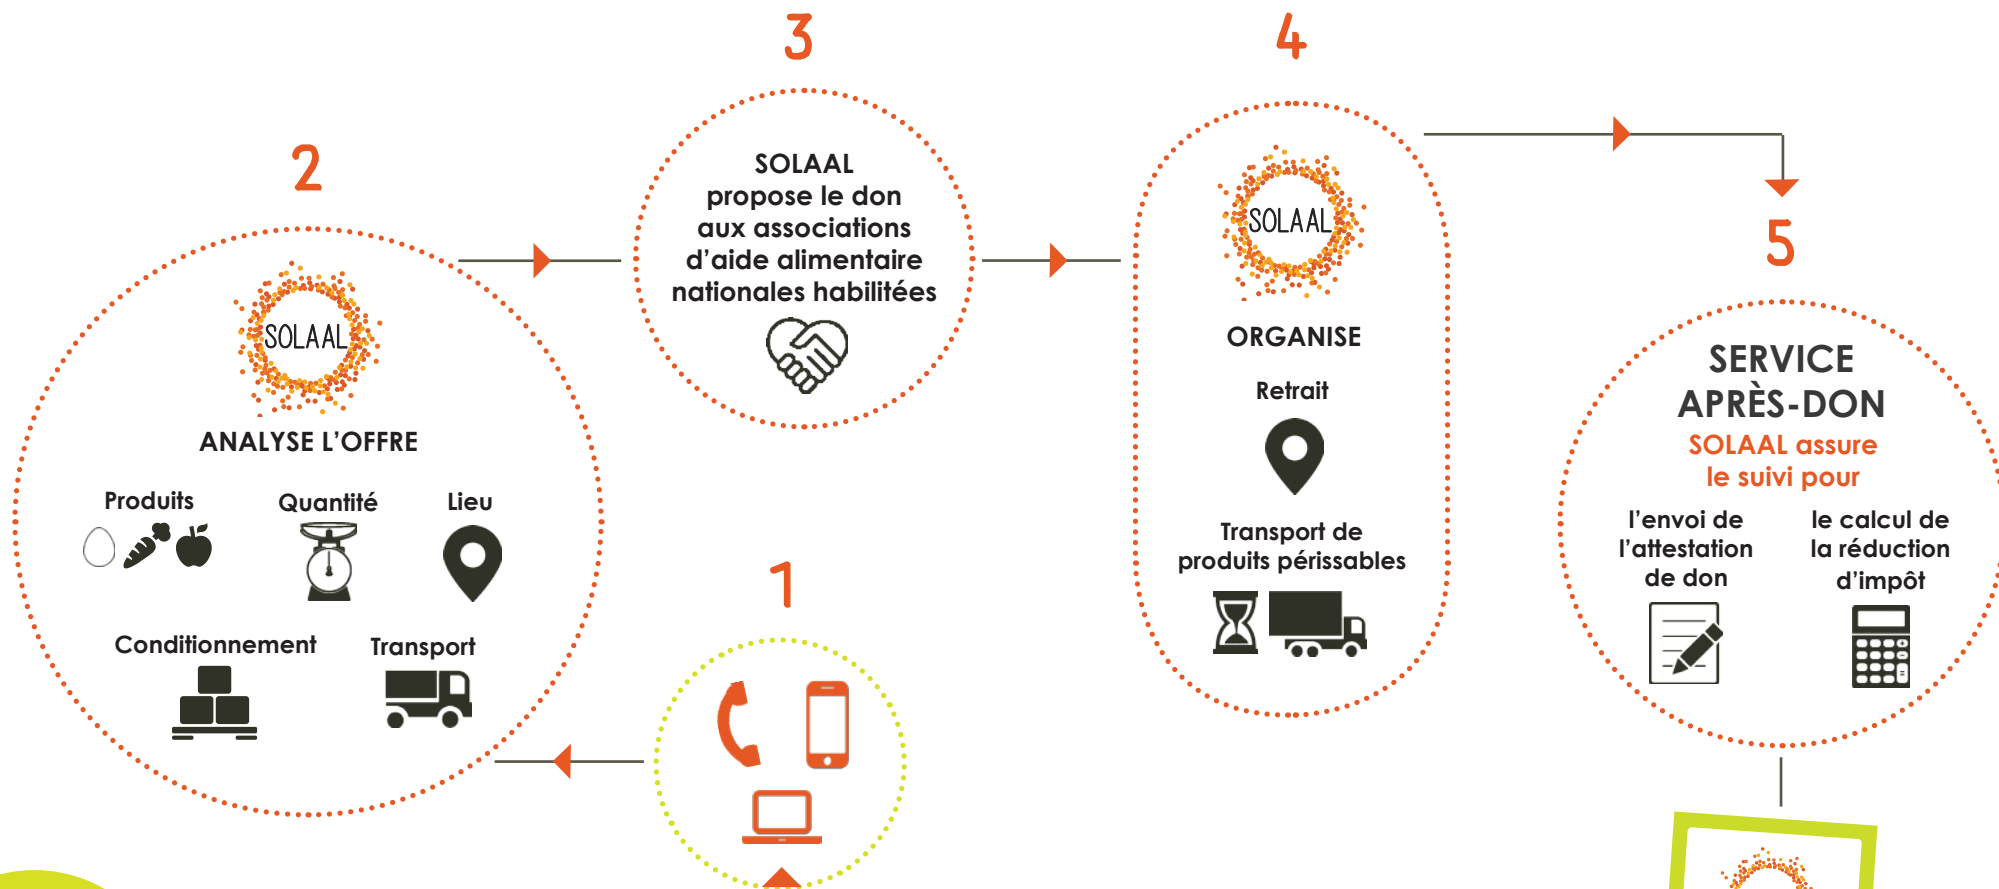 1
2
SOLAAL
ANALYSE L’OFFRE
Produits
Quantité
Lieu
Conditionnement
Transport
3
SOLAAL
propose le don
aux associations
d’aide alimentaire
nationales habilitées
4
SOLAAL
ORGANISE
Retrait
Transport de
produits périssables
5
SERVICE
APRÈS-DON
SOLAAL assure
le suivi pour
l’envoi de
l’attestation
de don
le calcul de
la réduction
d’impôt